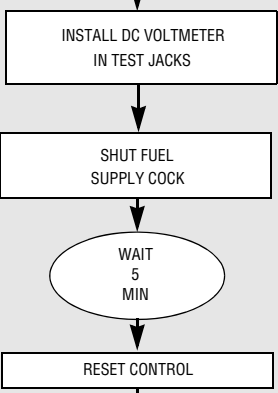 INSTALL DC VOLTMETER
IN TEST JACKS
SHUT FUEL
SUPPLY COCK
WAIT
5
MIN
RESET CONTROL